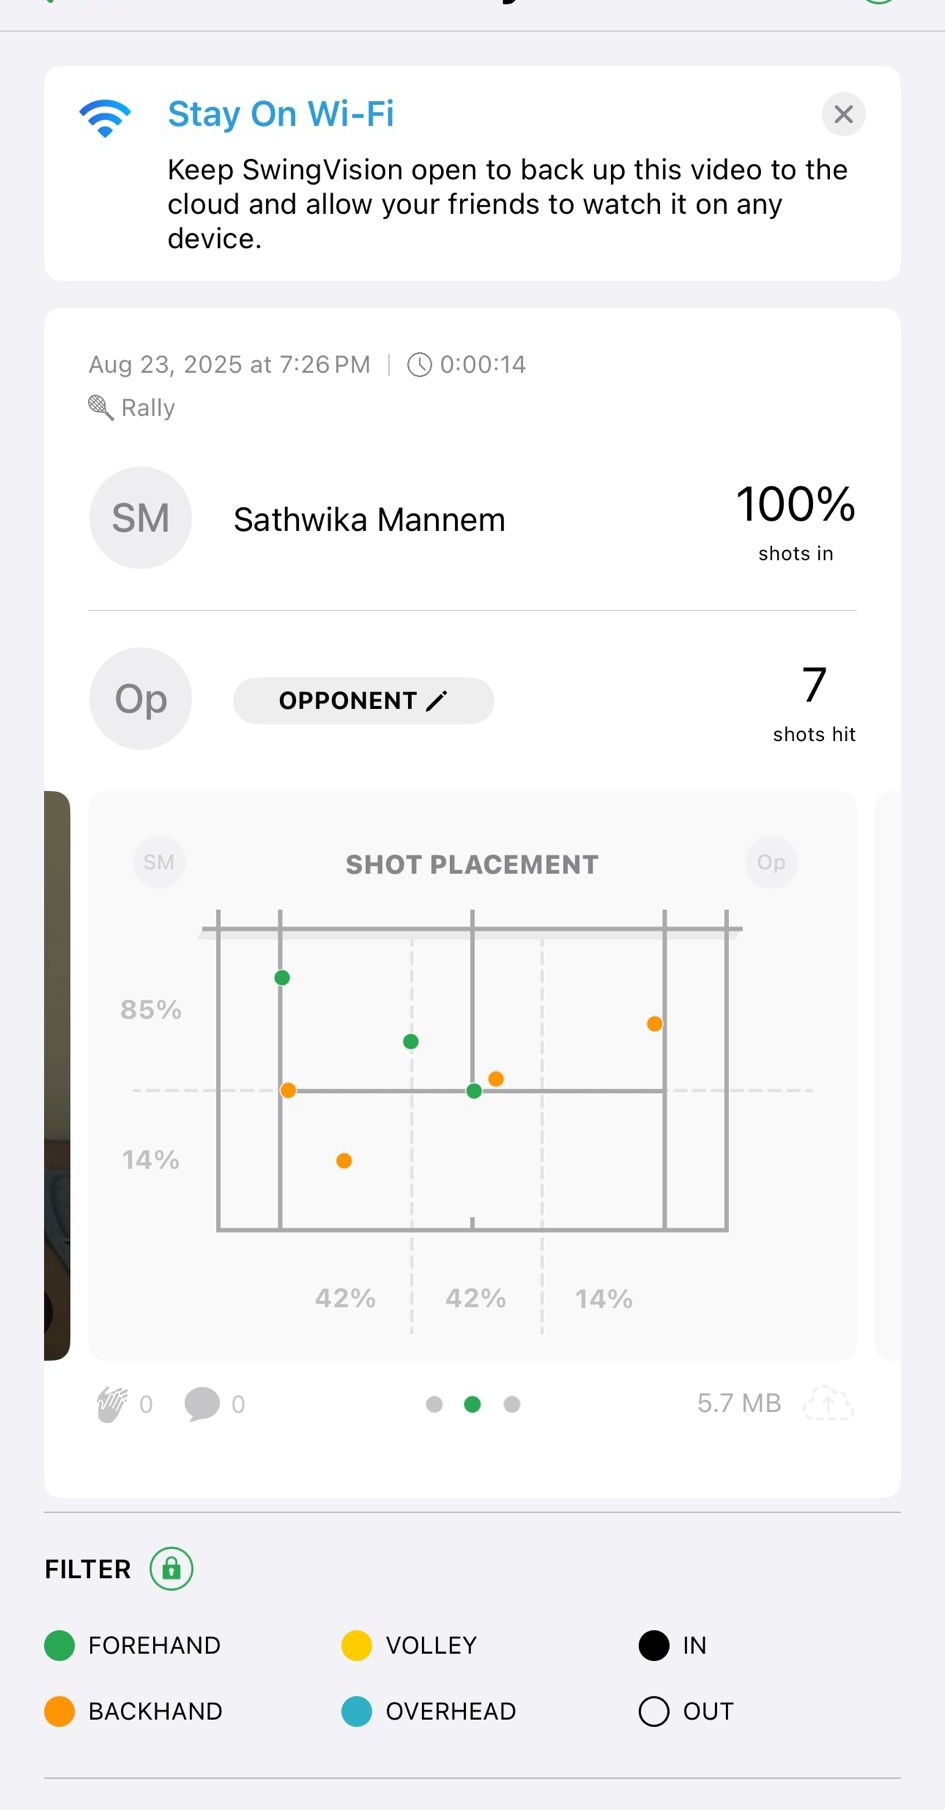 Stay On Wi-Fi
Keep SwingVision open to back up this video to the
cloud and allow your friends to watch it on any
device.
Aug 23, 2025 at 7:26 PM | 0:00:14
Rally
SM
Sathwika Mannem
100%
shots in
Op
OPPONENT
7
shots hit
SM
SHOT PLACEMENT
Op
85%
14%
42%
42%
14%
0
0
5.7 MB
FILTER
FOREHAND
VOLLEY
IN
BACKHAND
OVERHEAD
OUT